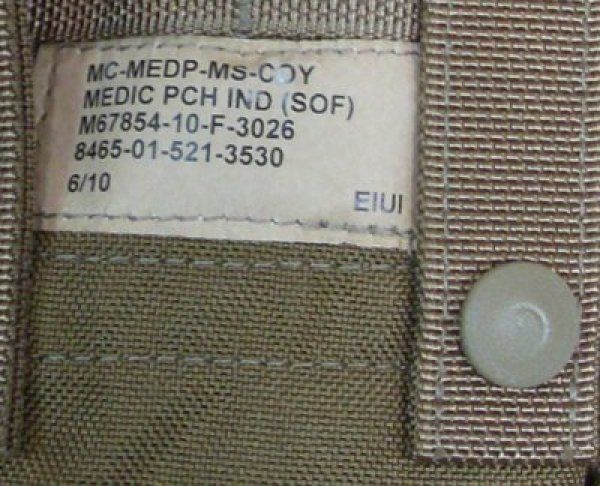 MC-MEDP-MS-COY
MEDIC PCH IND (SOF)
M67854-10-F-3026
8465-01-521-3530
6/10
EIUI